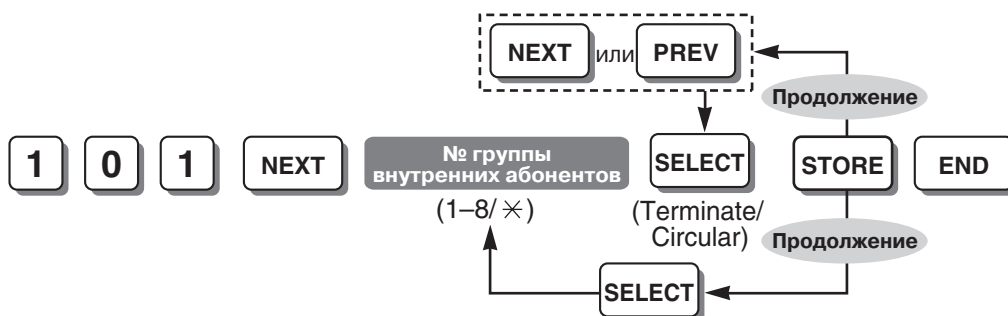 NEXT или PREV
Продолжение
1 0 1 NEXT № группы внутренних абонентов SELECT STORE END
(1–8/✳) (Terminate/
Circular)
Продолжение
SELECT